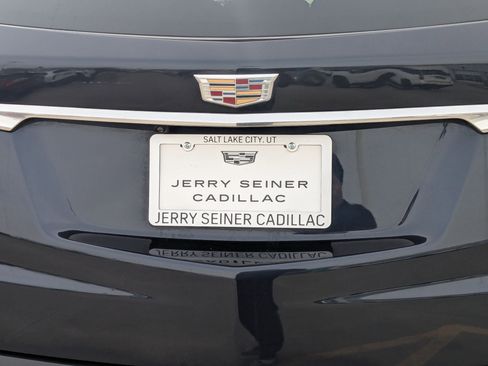 SALT LAKE CITY, UT
JERRY SEINER
CADILLAC
JERRY SEINER CADILLAC